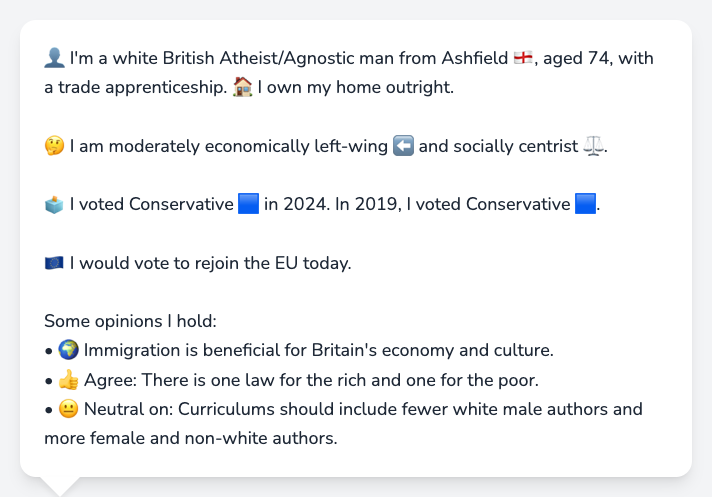 👤 I'm a white British Atheist/Agnostic man from Ashfield 🏴󠁧󠁢󠁥󠁮󠁧󠁿, aged 74, with
a trade apprenticeship. 🏠 I own my home outright.
🤔 I am moderately economically left-wing ⬅️ and socially centrist ⚖️.
🗳️ I voted Conservative 🟦 in 2024. In 2019, I voted Conservative 🟦.
🇪🇺 I would vote to rejoin the EU today.
Some opinions I hold:
• 🌍 Immigration is beneficial for Britain's economy and culture.
• 👍 Agree: There is one law for the rich and one for the poor.
• 😐 Neutral on: Curriculums should include fewer white male authors and
more female and non-white authors.